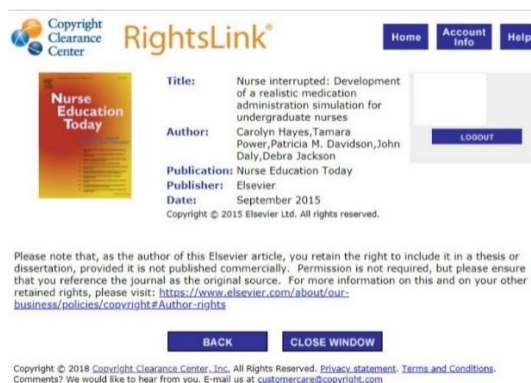 Copyright
Clearance
Center
RightsLink®
Home
Account
Info
Help
Nurse
Education
Today
Title: Nurse interrupted: Development
of a realistic medication
administration simulation for
undergraduate nurses
Author: Carolyn Hayes,Tamara
Power,Patricia M. Davidson,John
Daly,Debra Jackson
Publication: Nurse Education Today
Publisher: Elsevier
Date: September 2015
Copyright © 2015 Elsevier Ltd. All rights reserved.
LOGOUT
Please note that, as the author of this Elsevier article, you retain the right to include it in a thesis or
dissertation, provided it is not published commercially. Permission is not required, but please ensure
that you reference the journal as the original source. For more information on this and on your other
retained rights, please visit: https://www.elsevier.com/about/our-
business/policies/copyright#Author-rights
BACK
CLOSE WINDOW
Copyright © 2018 Copyright Clearance Center, Inc. All Rights Reserved. Privacy statement. Terms and Conditions.
Comments? We would like to hear from you. E-mail us at customercare@copyright.com